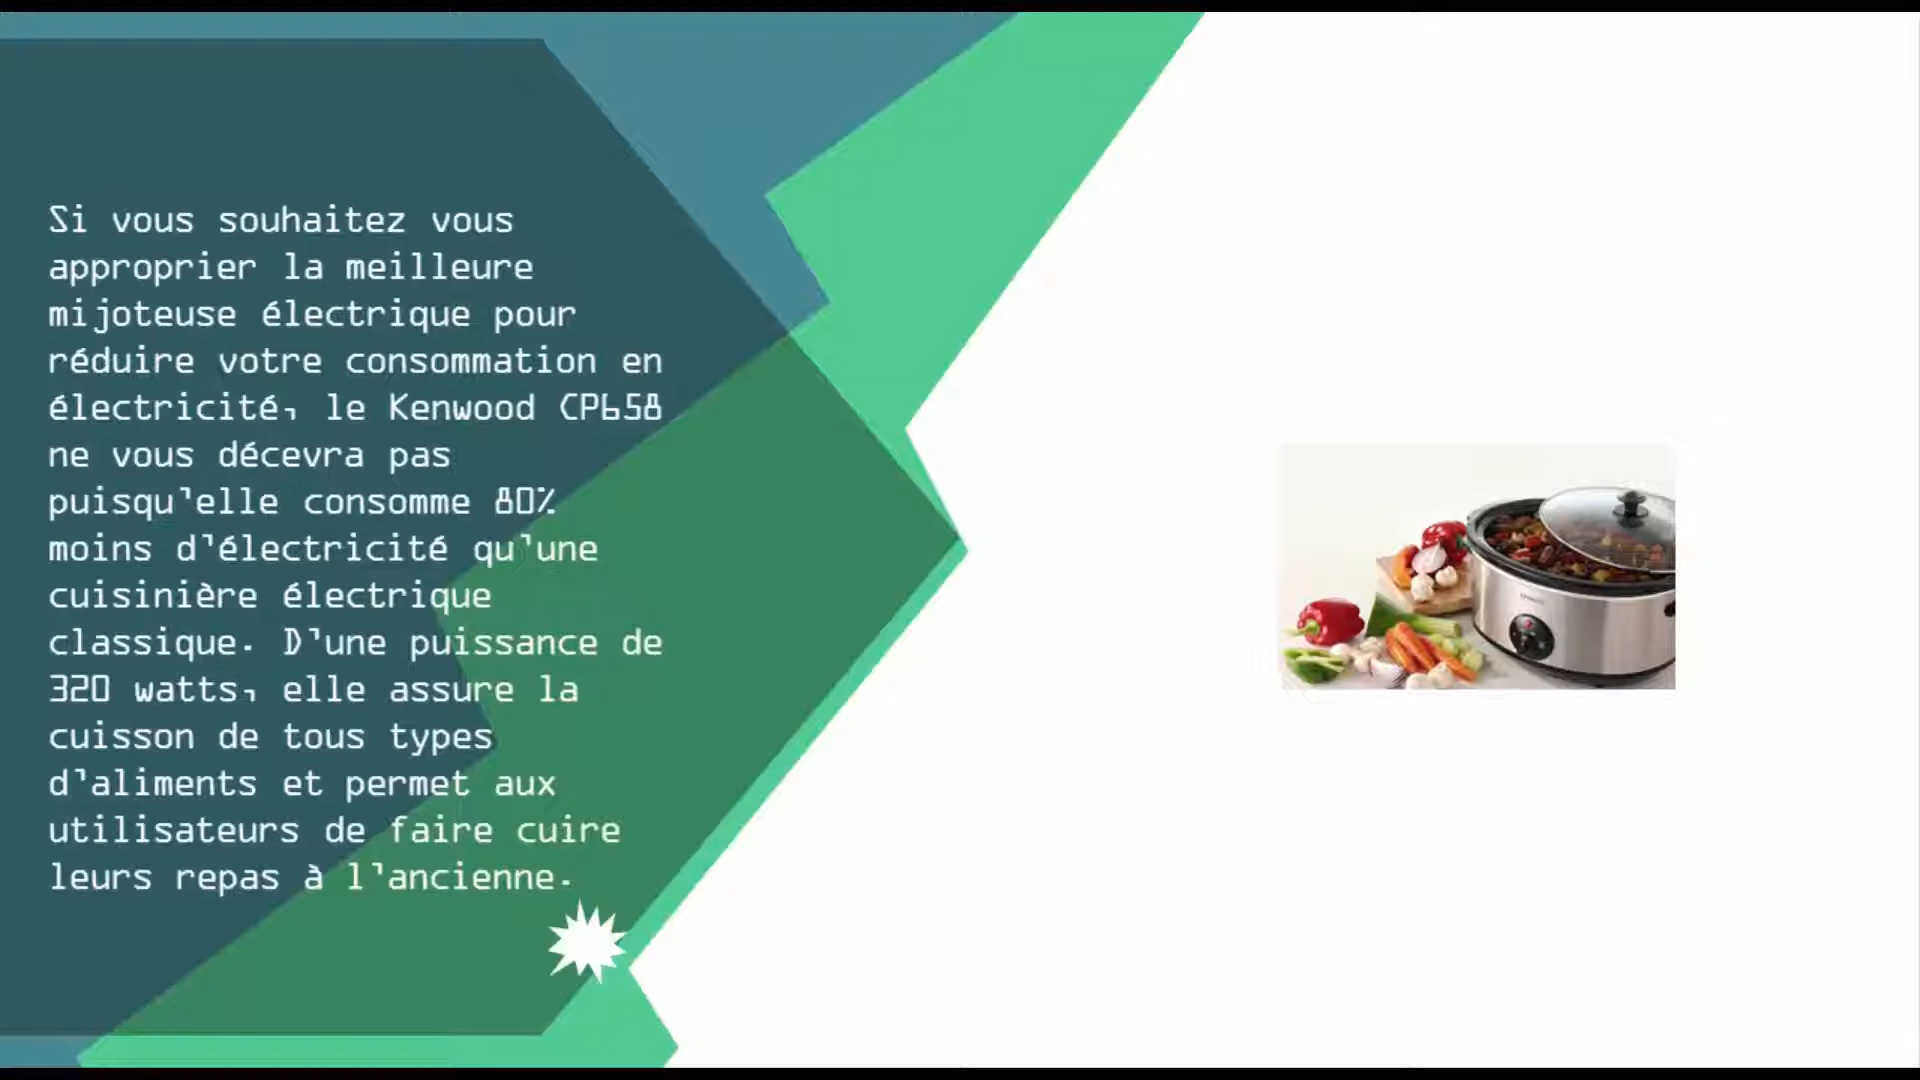 Si vous souhaitez vous
approprier la meilleure
mijoteuse électrique pour
réduire votre consommation en
électricité, le Kenwood CP658
ne vous décevra pas
puisqu'elle consomme 80%
moins d'électricité qu'une
cuisinière électrique
classique. D'une puissance de
320 watts, elle assure la
cuisson de tous types
d'aliments et permet aux
utilisateurs de faire cuire
leurs repas à l'ancienne.